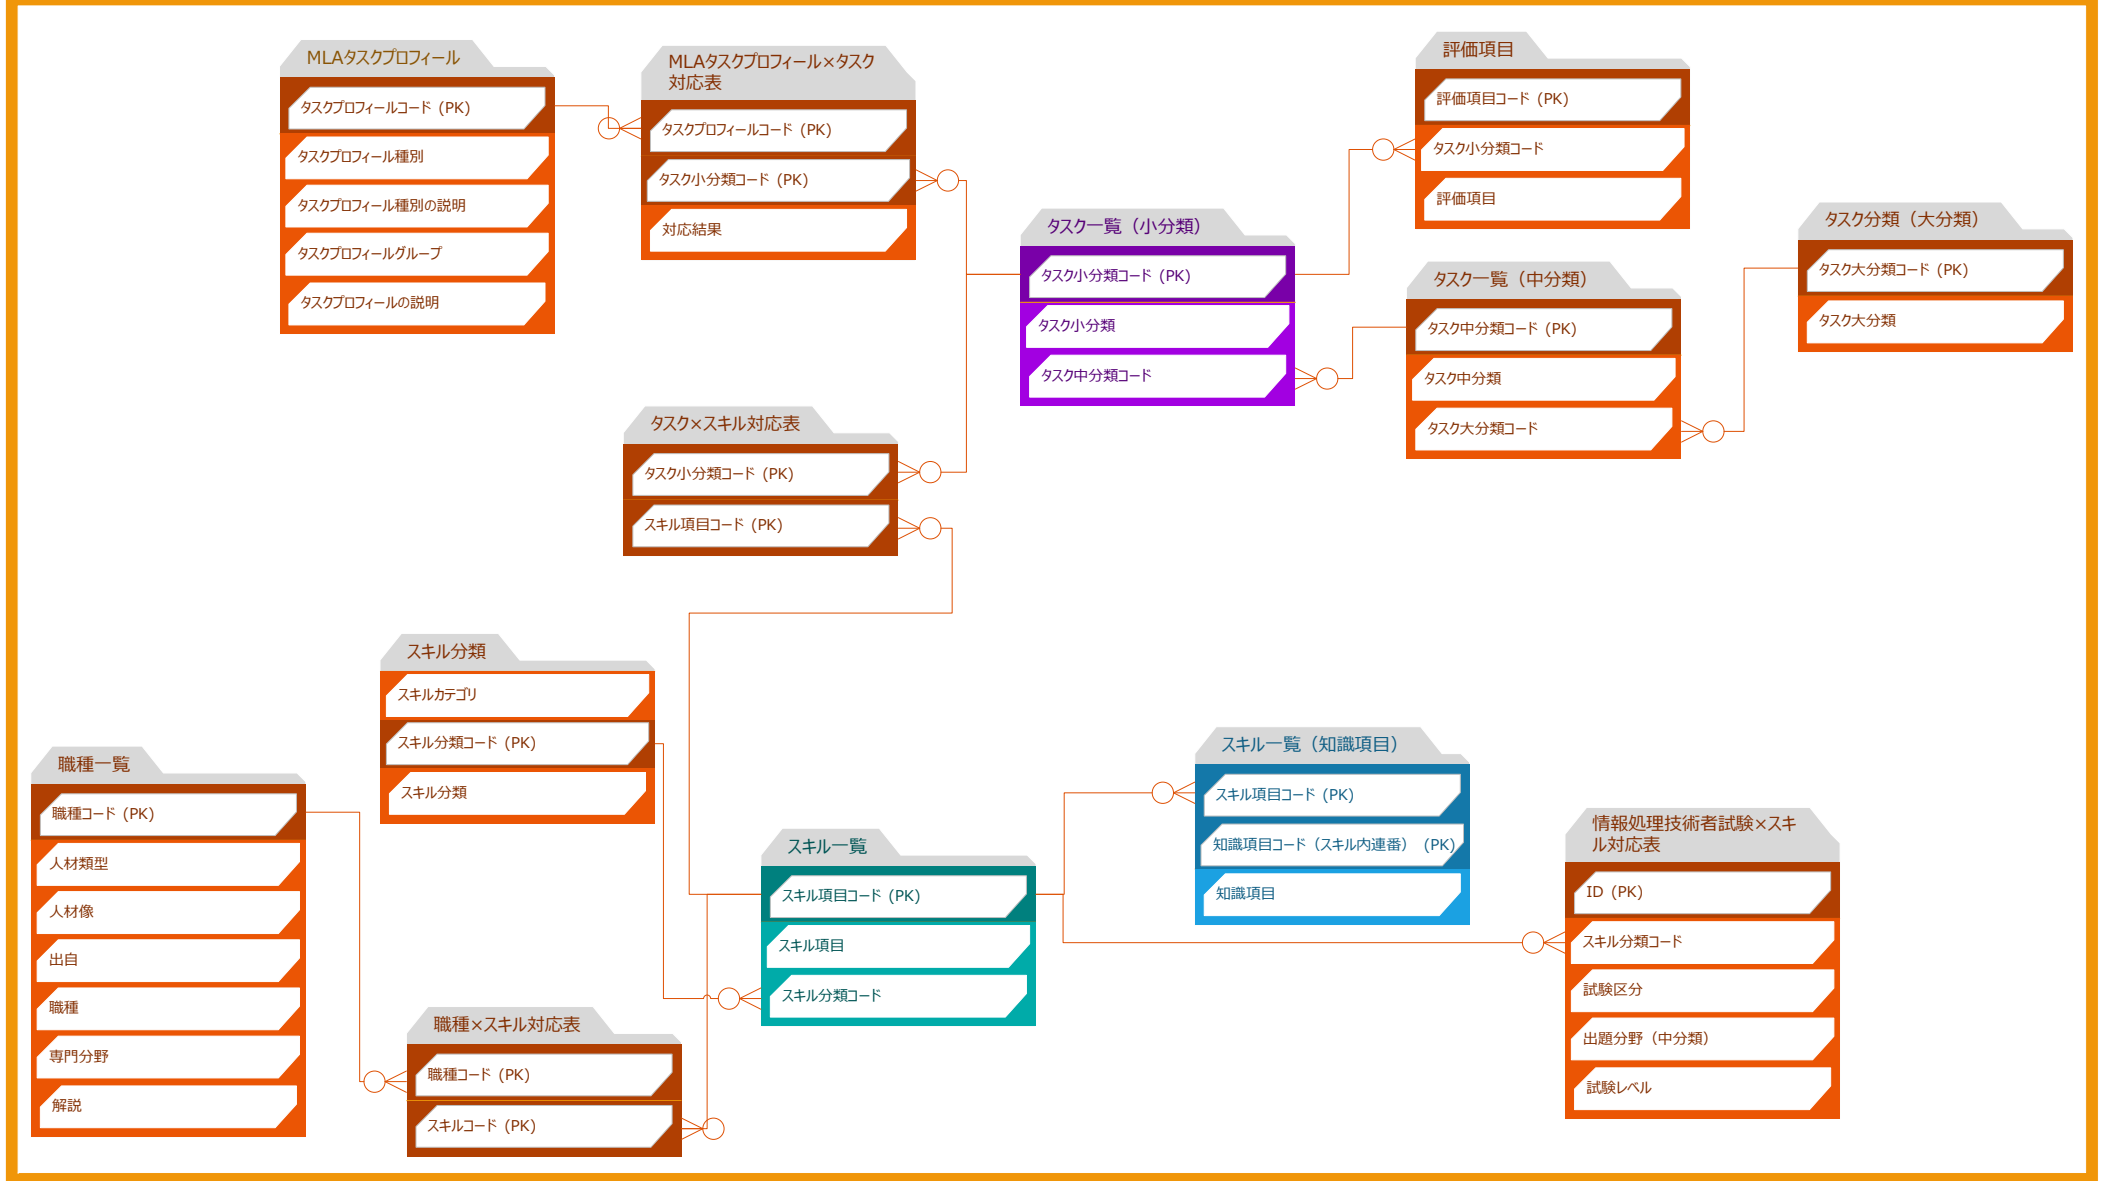 MLAタスクプロフィール
タスクプロフィールコード (PK)
タスクプロフィール種別
タスクプロフィール種別の説明
タスクプロフィールグループ
タスクプロフィールの説明
MLAタスクプロフィール×タスク
対応表
タスクプロフィールコード (PK)
タスク小分類コード (PK)
対応結果
評価項目
評価項目コード (PK)
タスク小分類コード
評価項目
タスク一覧（小分類）
タスク小分類コード (PK)
タスク小分類
タスク中分類コード
タスク一覧（中分類）
タスク中分類コード (PK)
タスク中分類
タスク大分類コード
タスク分類（大分類）
タスク大分類コード (PK)
タスク大分類
タスク×スキル対応表
タスク小分類コード (PK)
スキル項目コード (PK)
スキル分類
スキルカテゴリ
スキル分類コード (PK)
スキル分類
職種一覧
職種コード (PK)
人材類型
人材像
出自
職種
専門分野
解説
職種×スキル対応表
職種コード (PK)
スキルコード (PK)
スキル一覧
スキル項目コード (PK)
スキル項目
スキル分類コード
スキル一覧（知識項目）
スキル項目コード (PK)
知識項目コード（スキル内連番） (PK)
知識項目
情報処理技術者試験×スキ
ル対応表
ID (PK)
スキル分類コード
試験区分
出題分野（中分類）
試験レベル